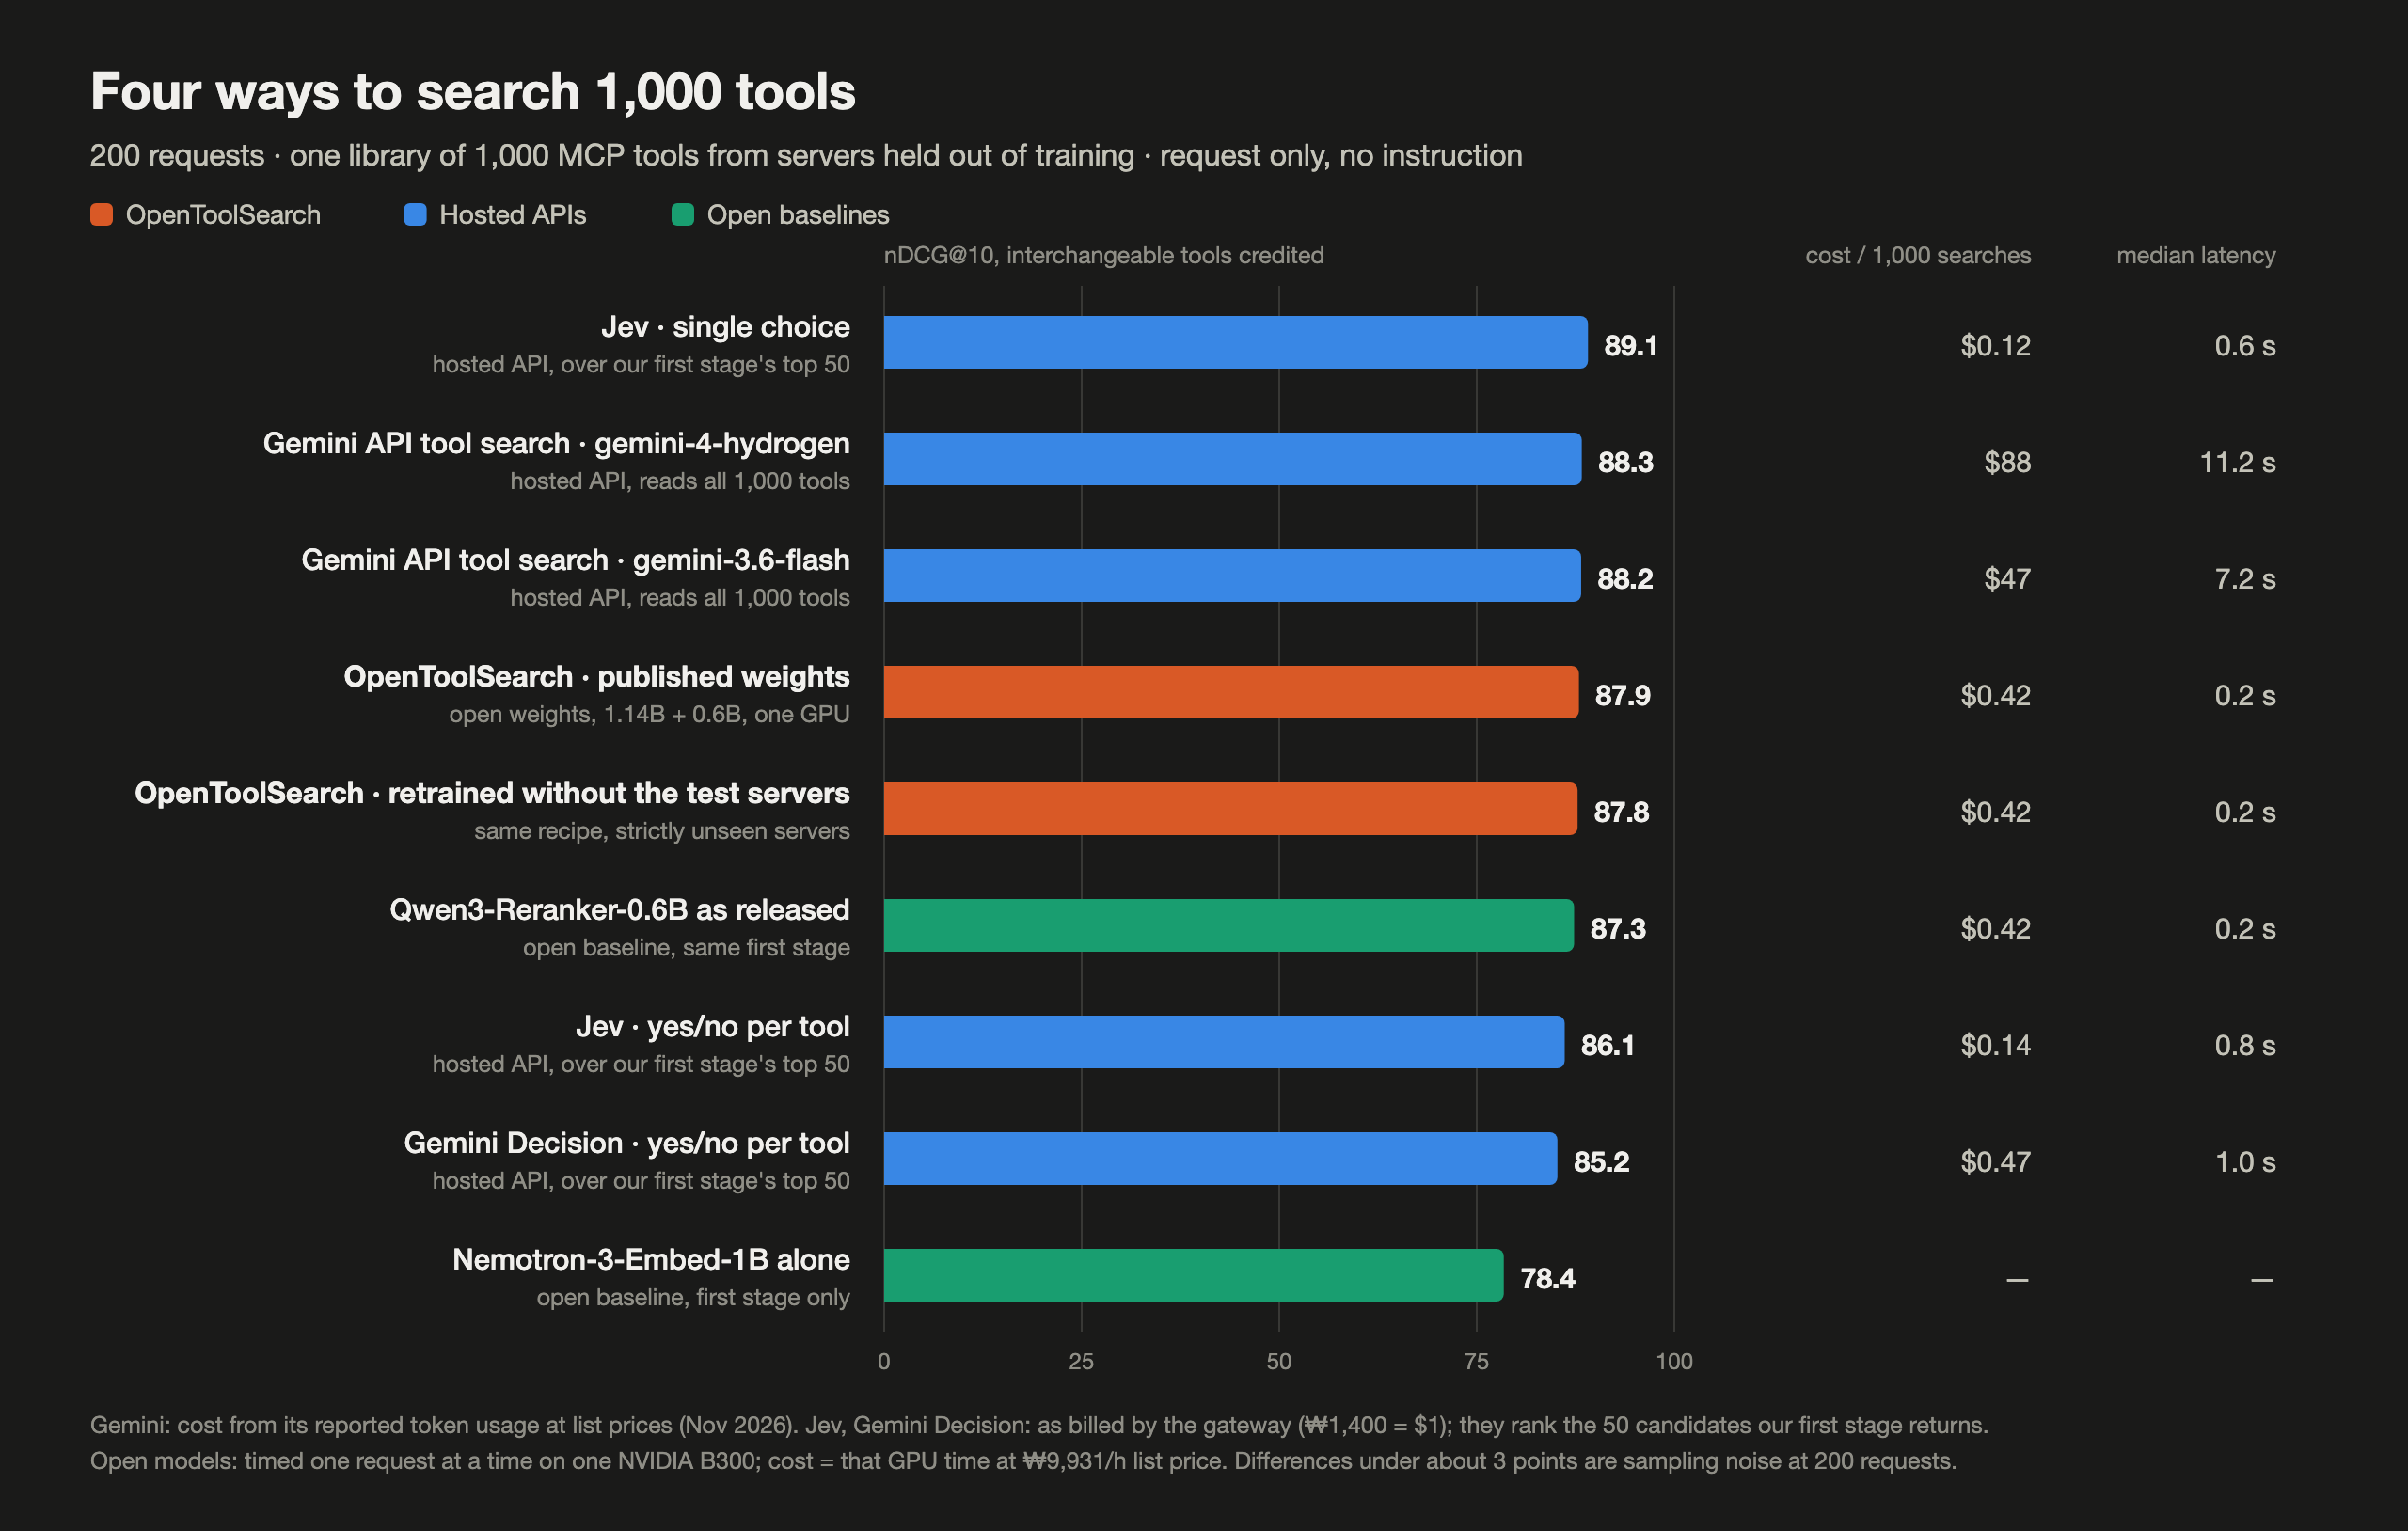 Four ways to search 1,000 tools
200 requests · one library of 1,000 MCP tools from servers held out of training · request only, no instruction
OpenToolSearch Hosted APIs Open baselines
nDCG@10, interchangeable tools credited cost / 1,000 searches median latency
Jev · single choice
hosted API, over our first stage's top 50
89.1 $0.12 0.6 s
Gemini API tool search · gemini-4-hydrogen
hosted API, reads all 1,000 tools
88.3 $88 11.2 s
Gemini API tool search · gemini-3.6-flash
hosted API, reads all 1,000 tools
88.2 $47 7.2 s
OpenToolSearch · published weights
open weights, 1.14B + 0.6B, one GPU
87.9 $0.42 0.2 s
OpenToolSearch · retrained without the test servers
same recipe, strictly unseen servers
87.8 $0.42 0.2 s
Qwen3-Reranker-0.6B as released
open baseline, same first stage
87.3 $0.42 0.2 s
Jev · yes/no per tool
hosted API, over our first stage's top 50
86.1 $0.14 0.8 s
Gemini Decision · yes/no per tool
hosted API, over our first stage's top 50
85.2 $0.47 1.0 s
Nemotron-3-Embed-1B alone
open baseline, first stage only
78.4 — —
0 25 50 75 100
Gemini: cost from its reported token usage at list prices (Nov 2026). Jev, Gemini Decision: as billed by the gateway (₩1,400 = $1); they rank the 50 candidates our first stage returns.
Open models: timed one request at a time on one NVIDIA B300; cost = that GPU time at ₩9,931/h list price. Differences under about 3 points are sampling noise at 200 requests.